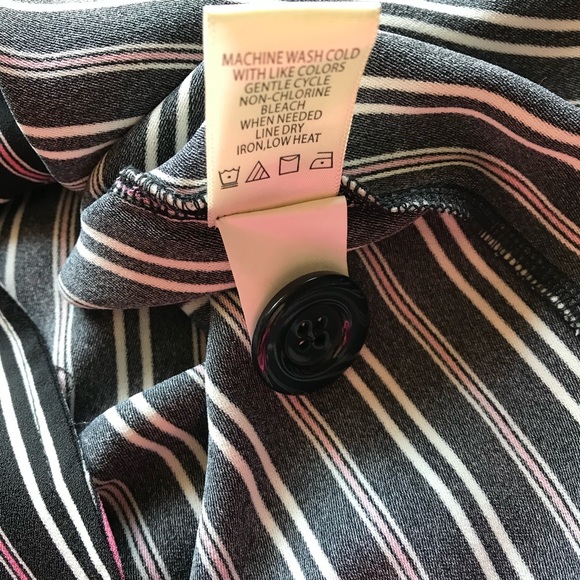 MACHINE WASH COLD
WITH LIKE COLORS
GENTLE CYCLE
NON-CHLORINE
BLEACH
WHEN NEEDED
LINE DRY
IRON,LOW HEAT